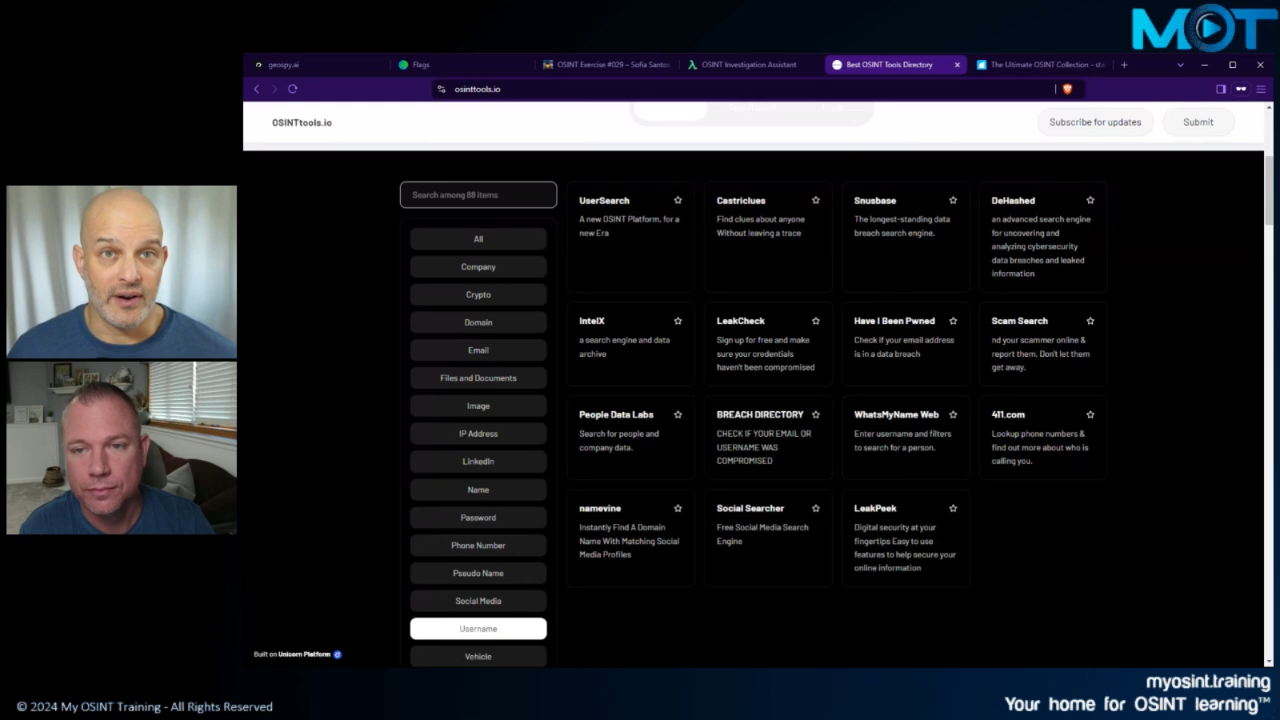 MOT
geospy.ai
Flags
OSINT Exercise #029 – Sofia Santos
OSINT Investigation Assistant
Best OSINT Tools Directory
The Ultimate OSINT Collection - st
osinttools.io
OSINTtools.io
Subscribe for updates
Submit
Search among 88 items
All
Company
Crypto
Domain
Email
Files and Documents
Image
IP Address
LinkedIn
Name
Password
Phone Number
Pseudo Name
Social Media
Username
Vehicle
UserSearch
A new OSINT Platform, for a
new Era
Castriclues
Find clues about anyone
Without leaving a trace
Snusbase
The longest-standing data
breach search engine.
DeHashed
an advanced search engine
for uncovering and
analyzing cybersecurity
data breaches and leaked
information
IntelX
a search engine and data
archive
LeakCheck
Sign up for free and make
sure your credentials
haven't been compromised
Have I Been Pwned
Check if your email address
is in a data breach
Scam Search
nd your scammer online &
report them. Don't let them
get away.
People Data Labs
Search for people and
company data.
BREACH DIRECTORY
CHECK IF YOUR EMAIL OR
USERNAME WAS
COMPROMISED
WhatsMyName Web
Enter username and filters
to search for a person.
411.com
Lookup phone numbers &
find out more about who is
calling you.
namevine
Instantly Find A Domain
Name With Matching Social
Media Profiles
Social Searcher
Free Social Media Search
Engine
LeakPeek
Digital security at your
fingertips Easy to use
features to help secure your
online information
Built on Unicorn Platform
© 2024 My OSINT Training - All Rights Reserved
myosint.training
Your home for OSINT learning™